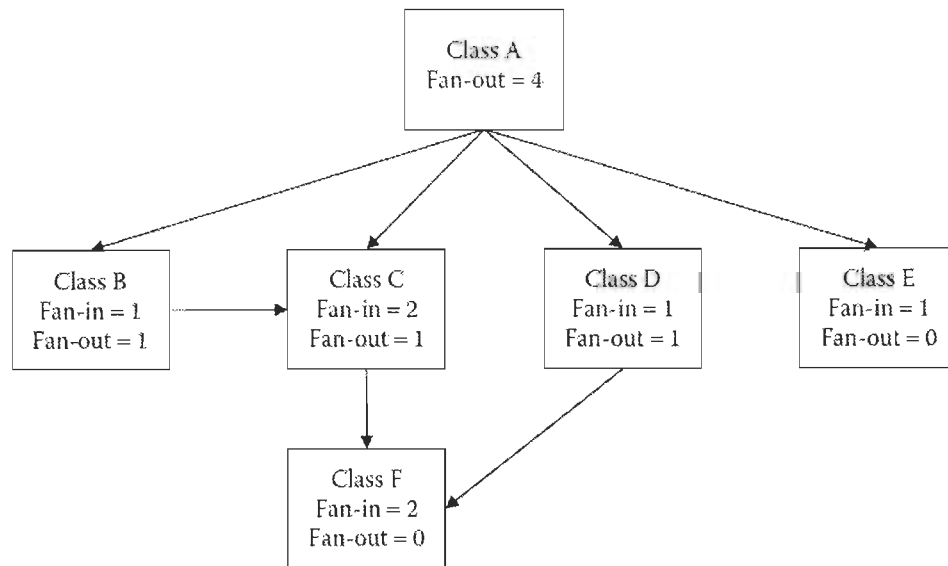 Class A
Fan-out = 4
Class B
Fan-in = 1
Fan-out = 1
Class C
Fan-in = 2
Fan-out = 1
Class D
Fan-in = 1
Fan-out = 1
Class E
Fan-in = 1
Fan-out = 0
Class F
Fan-in = 2
Fan-out = 0